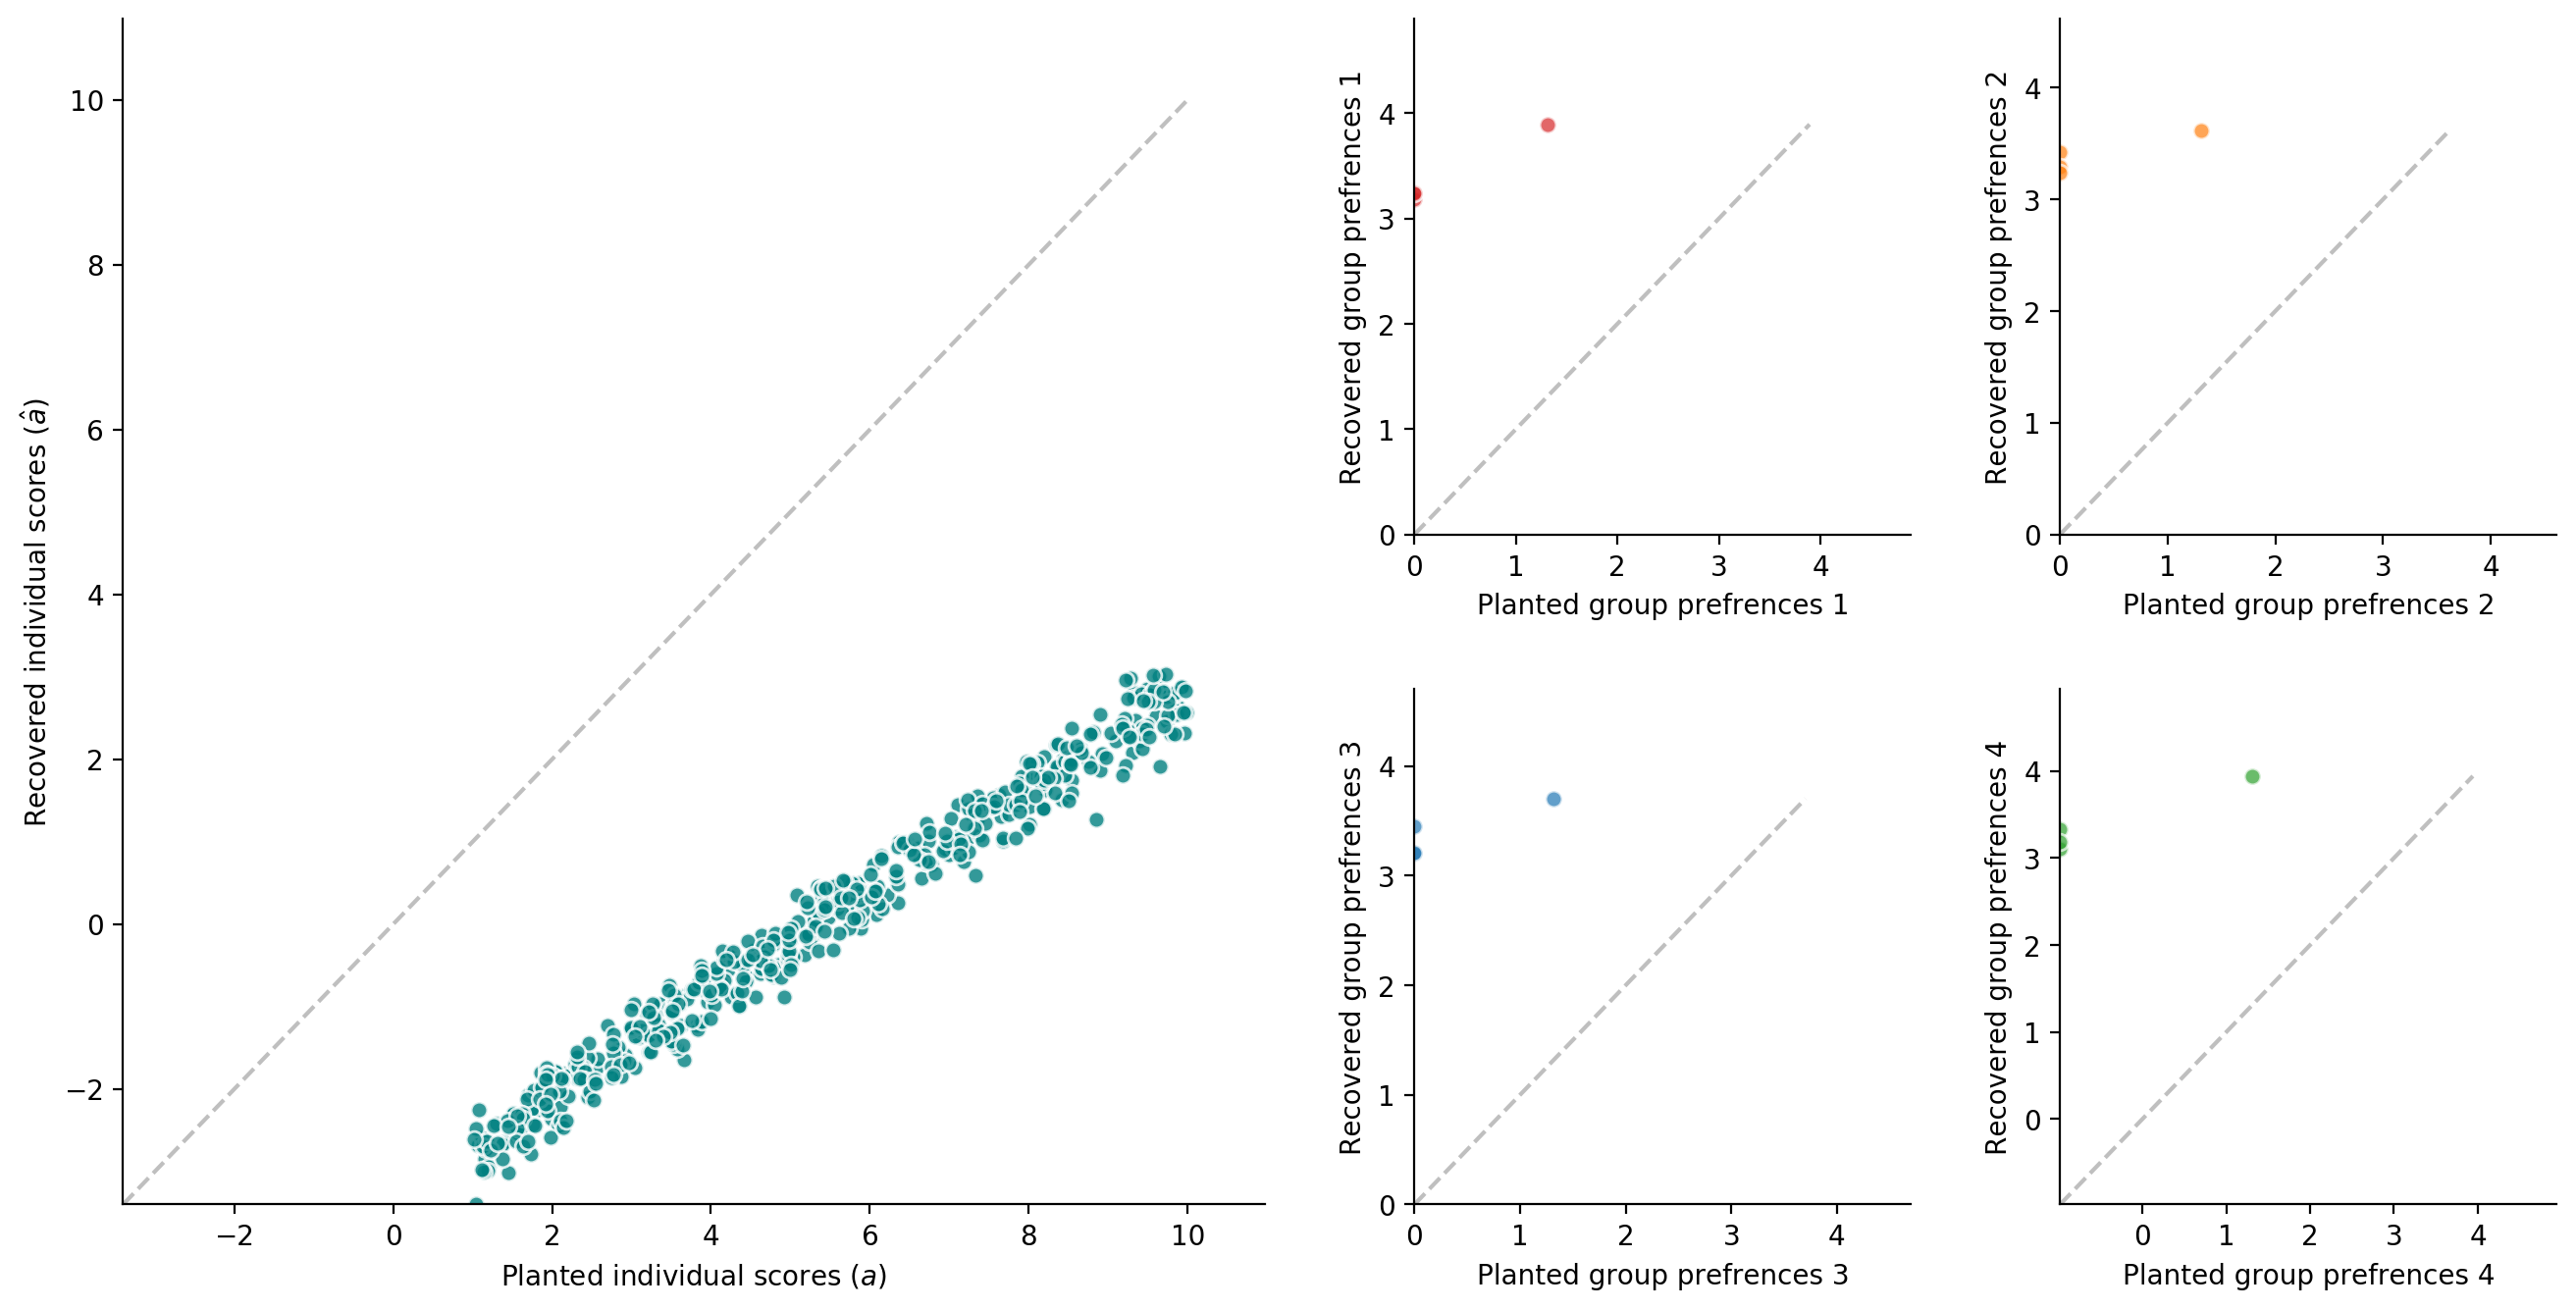 10
8
6
4
2
0
−2
Recovered individual scores (â)
−2 0 2 4 6 8 10
Planted individual scores (a)
4
3
2
1
0
Recovered group prefrences 1
0 1 2 3 4
Planted group prefrences 1
4
3
2
1
0
Recovered group prefrences 2
0 1 2 3 4
Planted group prefrences 2
4
3
2
1
0
Recovered group prefrences 3
0 1 2 3 4
Planted group prefrences 3
4
3
2
1
0
Recovered group prefrences 4
0 1 2 3 4
Planted group prefrences 4